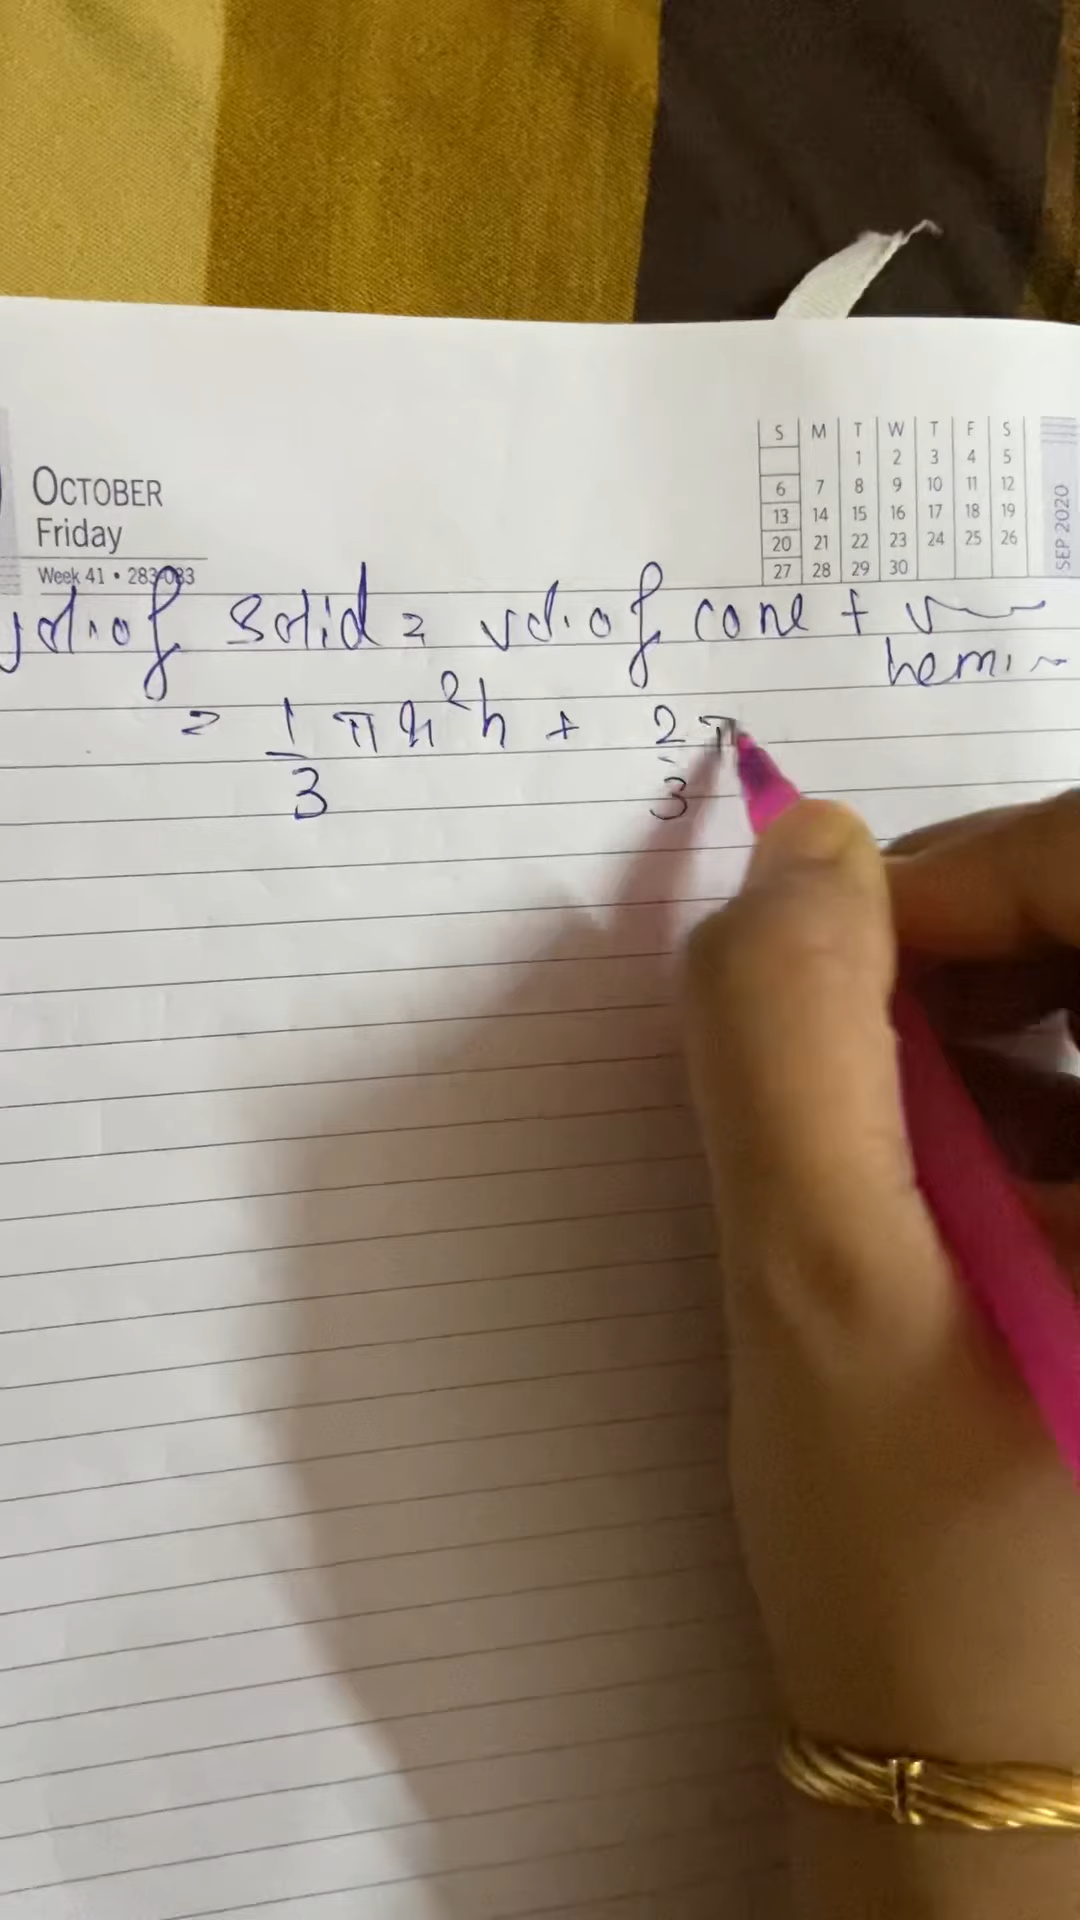 OCTOBER
Friday
Week 41 • 283-083
S M T W T F S
1 2 3 4 5
6 7 8 9 10 11 12
13 14 15 16 17 18 19
20 21 22 23 24 25 26
27 28 29 30
SEP 2020
vol. of solid = vol. of cone + v
hemi
= 1/3 πr²h + 2/3 π